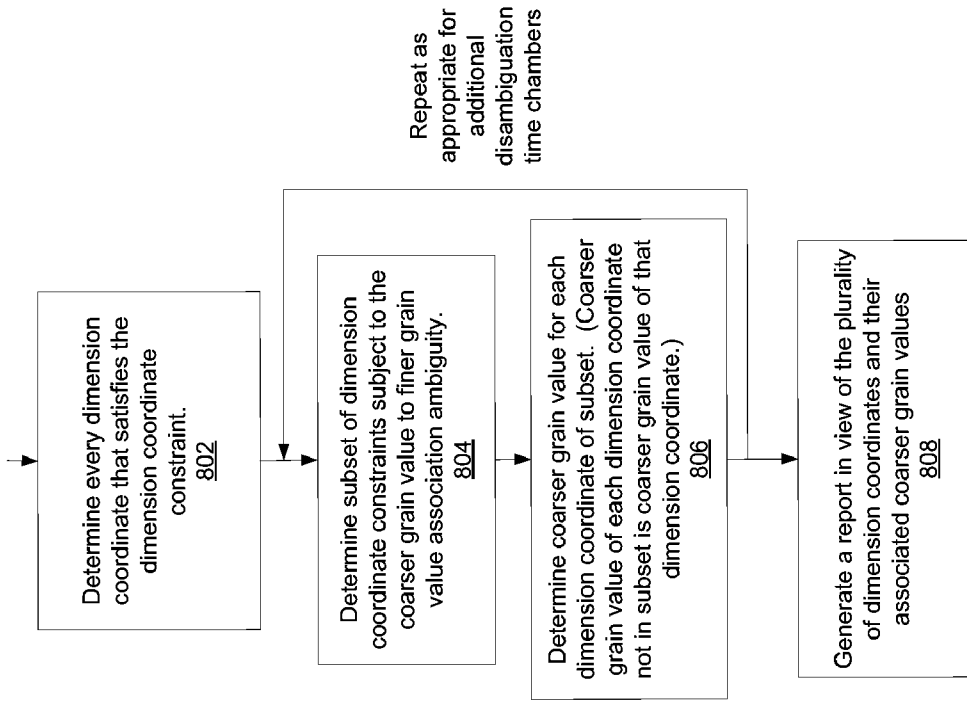 Determine every dimension
coordinate that satisfies the
dimension coordinate
constraint.
802
Repeat as
appropriate for
additional
disambiguation
time chambers
Determine subset of dimension
coordinate constraints subject to the
coarser grain value to finer grain
value association ambiguity.
804
Determine coarser grain value for each
dimension coordinate of subset. (Coarser
grain value of each dimension coordinate
not in subset is coarser grain value of that
dimension coordinate.)
806
Generate a report in view of the plurality
of dimension coordinates and their
associated coarser grain values
808